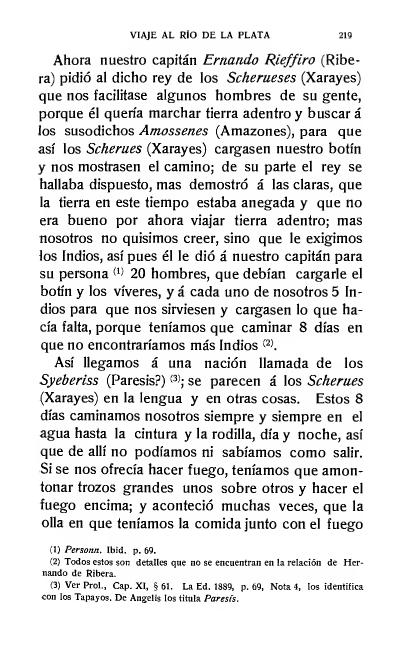 VIAJE AL RÍO DE LA PLATA 219
Ahora nuestro capitán Ernando Rieffiro (Ribe-
ra) pidió al dicho rey de los Scherueses (Xarayes)
que nos facilitase algunos hombres de su gente,
porque él quería marchar tierra adentro y buscar á
los susodichos Amossenes (Amazones), para que
así los Scherues (Xarayes) cargasen nuestro botín
y nos mostrasen el camino; de su parte el rey se
hallaba dispuesto, mas demostró á las claras, que
la tierra en este tiempo estaba anegada y que no
era bueno por ahora viajar tierra adentro; mas
nosotros no quisimos creer, sino que le exigimos
los Indios, así pues él le dió á nuestro capitán para
su persona (1) 20 hombres, que debían cargarle el
botín y los víveres, y á cada uno de nosotros 5 In-
dios para que nos sirviesen y cargasen lo que ha-
cía falta, porque teníamos que caminar 8 días en
que no encontraríamos más Indios (2).
Así llegamos á una nación llamada de los
Syeberiss (Paresis?) (3); se parecen á los Scherues
(Xarayes) en la lengua y en otras cosas. Estos 8
días caminamos nosotros siempre y siempre en el
agua hasta la cintura y la rodilla, día y noche, así
que de allí no podíamos ni sabíamos como salir.
Si se nos ofrecía hacer fuego, teníamos que amon-
tonar trozos grandes unos sobre otros y hacer el
fuego encima; y aconteció muchas veces, que la
olla en que teníamos la comida junto con el fuego
(1) Personn. Ibid. p. 69.
(2) Todos estos son detalles que no se encuentran en la relación de Her-
nando de Ribera.
(3) Ver Prol., Cap. XI, § 61. La Ed. 1889, p. 69, Nota 4, los identifica
con los Tapayos. De Angelis los titula Paresís.